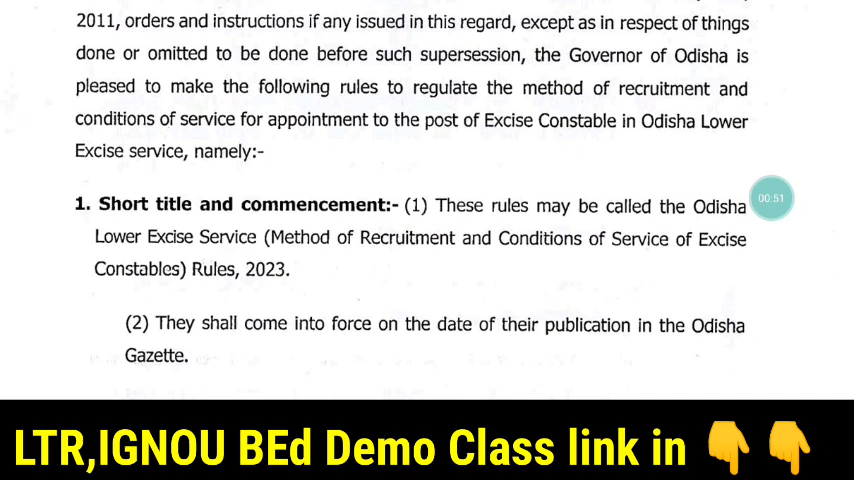 2011, orders and instructions if any issued in this regard, except as in respect of things
done or omitted to be done before such supersession, the Governor of Odisha is
pleased to make the following rules to regulate the method of recruitment and
conditions of service for appointment to the post of Excise Constable in Odisha Lower
Excise service, namely:-
1. Short title and commencement:- (1) These rules may be called the Odisha
Lower Excise Service (Method of Recruitment and Conditions of Service of Excise
Constables) Rules, 2023.
00:51
(2) They shall come into force on the date of their publication in the Odisha
Gazette.
LTR,IGNOU BEd Demo Class link in 👇 👇